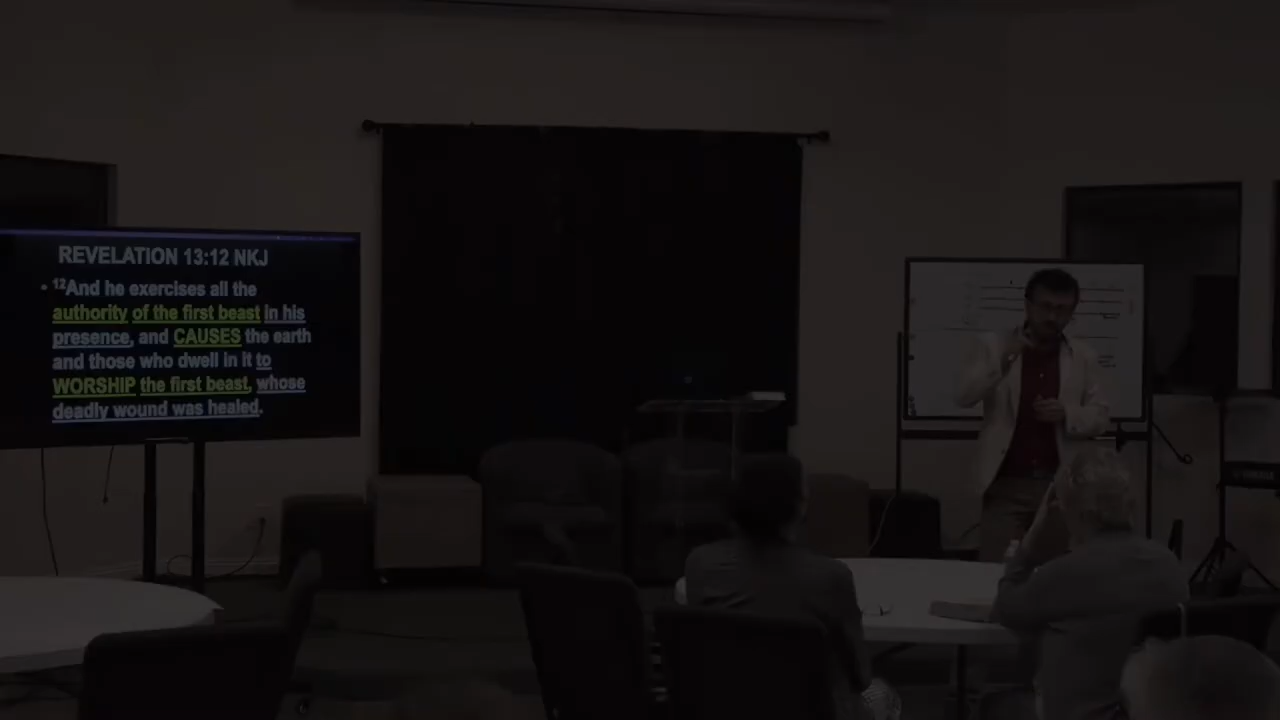 REVELATION 13:12 NKJ
• ¹²And he exercises all the
authority of the first beast in his
presence, and CAUSES the earth
and those who dwell in it to
WORSHIP the first beast, whose
deadly wound was healed.